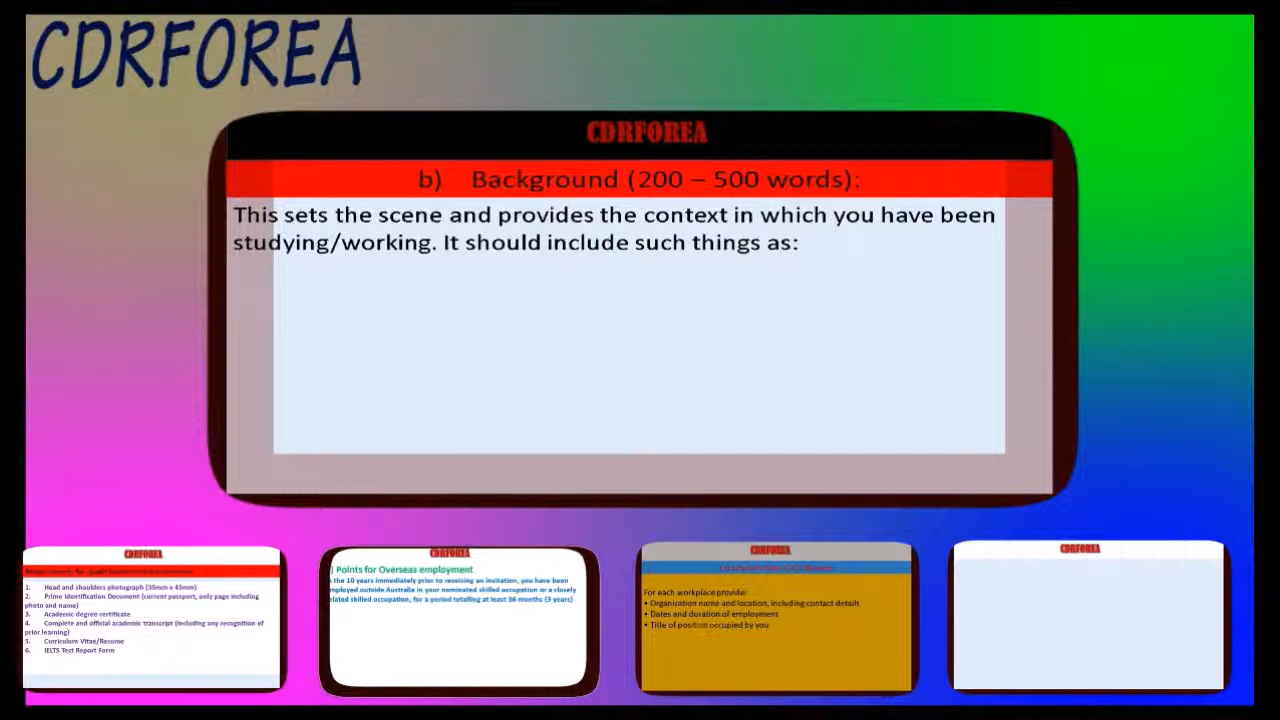 CDRFOREA
CDRFOREA
b) Background (200 – 500 words):
This sets the scene and provides the context in which you have been
studying/working. It should include such things as:
CDRFOREA
1. Head and shoulders photograph (35mm x 45mm)
2. Prime Identification Document (current passport, only page including
photo and name)
3. Academic degree certificate
4. Complete and official academic transcript (including any recognition of
prior learning)
5. Curriculum Vitae/Resume
6. IELTS Test Report Form
CDRFOREA
) Points for Overseas employment
the 10 years immediately prior to receiving an invitation, you have been
mployed outside Australia in your nominated skilled occupation or a closely
elated skilled occupation, for a period totalling at least 36 months (3 years)
CDRFOREA
For each workplace provide:
• Organization name and location, including contact details
• Dates and duration of employment
• Title of position occupied by you
CDRFOREA